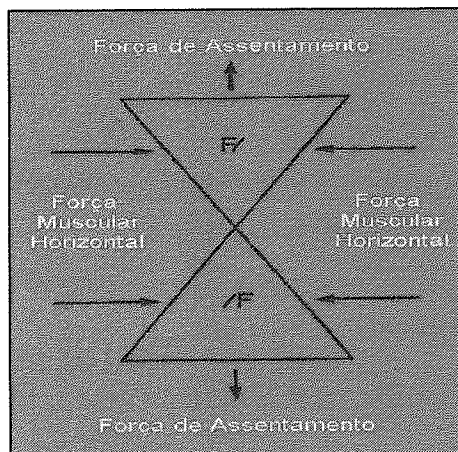 Força de Assentamento
F/
Força
Muscular
Horizontal
Força
Muscular
Horizontal
/F
Força de Assentamento